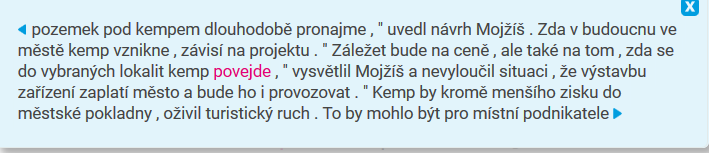 X
pozemek pod kempem dlouhodobě pronajme , " uvedl návrh Mojžíš . Zda v budoucnu ve
městě kemp vznikne , závisí na projektu . " Záležet bude na ceně , ale také na tom , zda se
do vybraných lokalit kemp povejde , " vysvětlil Mojžíš a nevyloučil situaci , že výstavbu
zařízení zaplatí město a bude ho i provozovat . " Kemp by kromě menšího zisku do
městské pokladny , oživil turistický ruch . To by mohlo být pro místní podnikatele